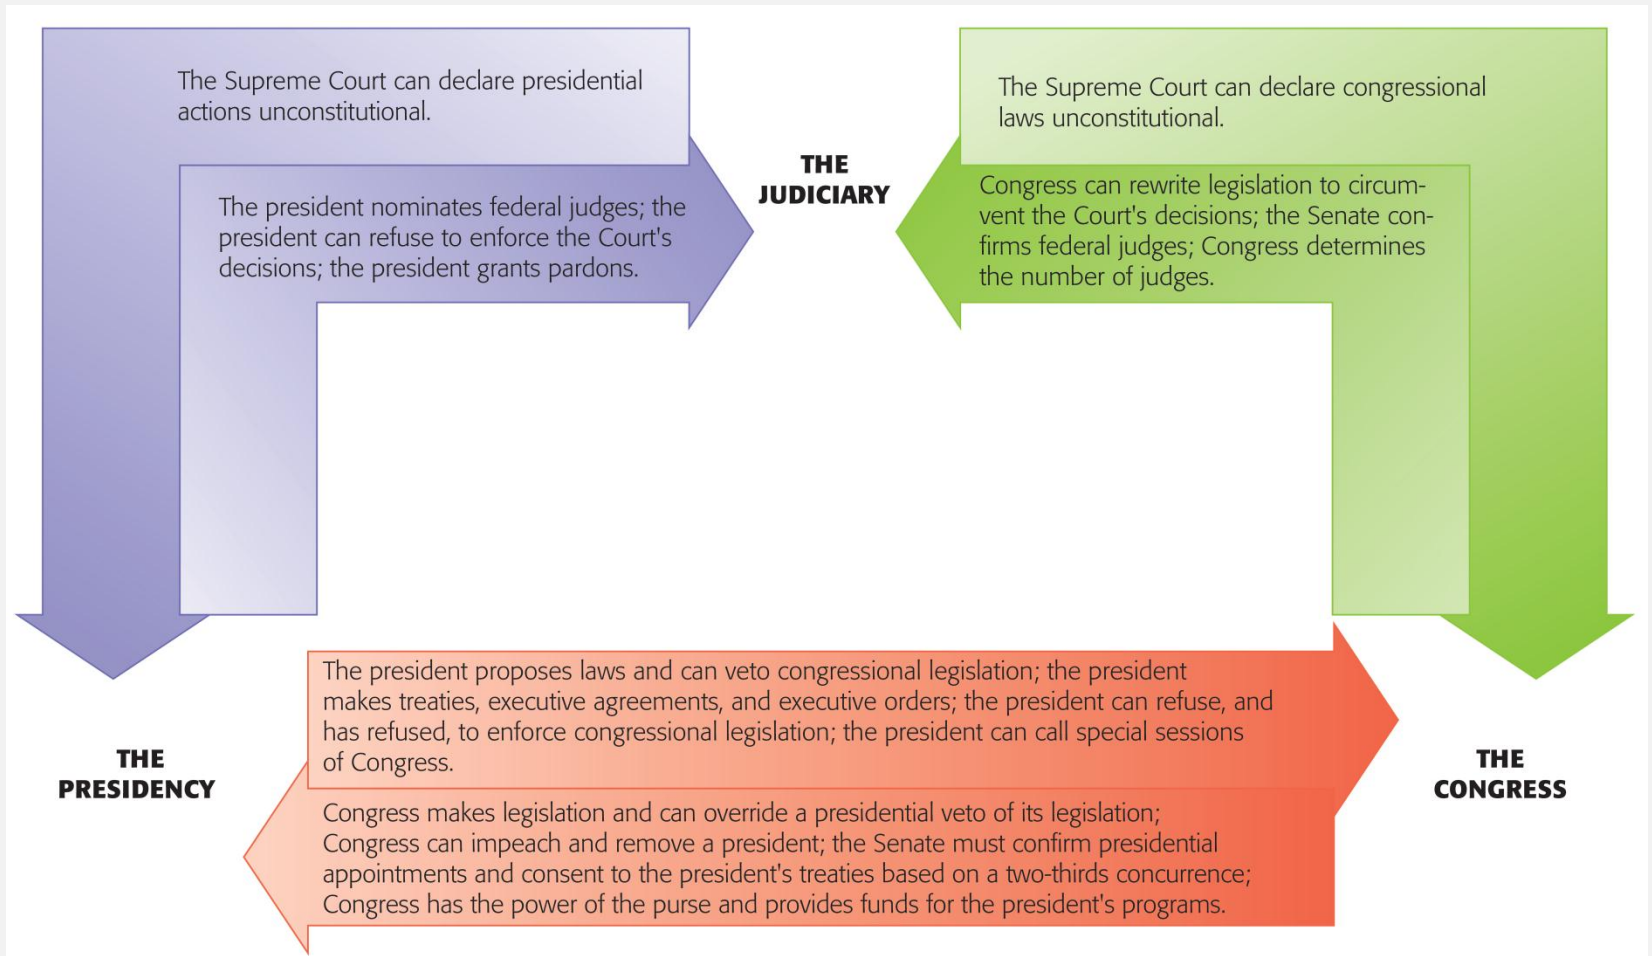 The Supreme Court can declare presidential
actions unconstitutional.
The president nominates federal judges; the
president can refuse to enforce the Court's
decisions; the president grants pardons.
THE
JUDICIARY
The Supreme Court can declare congressional
laws unconstitutional.
Congress can rewrite legislation to circum-
vent the Court's decisions; the Senate con-
firms federal judges; Congress determines
the number of judges.
The president proposes laws and can veto congressional legislation; the president
makes treaties, executive agreements, and executive orders; the president can refuse, and
has refused, to enforce congressional legislation; the president can call special sessions
of Congress.
THE
PRESIDENCY
THE
CONGRESS
Congress makes legislation and can override a presidential veto of its legislation;
Congress can impeach and remove a president; the Senate must confirm presidential
appointments and consent to the president's treaties based on a two-thirds concurrence;
Congress has the power of the purse and provides funds for the president's programs.